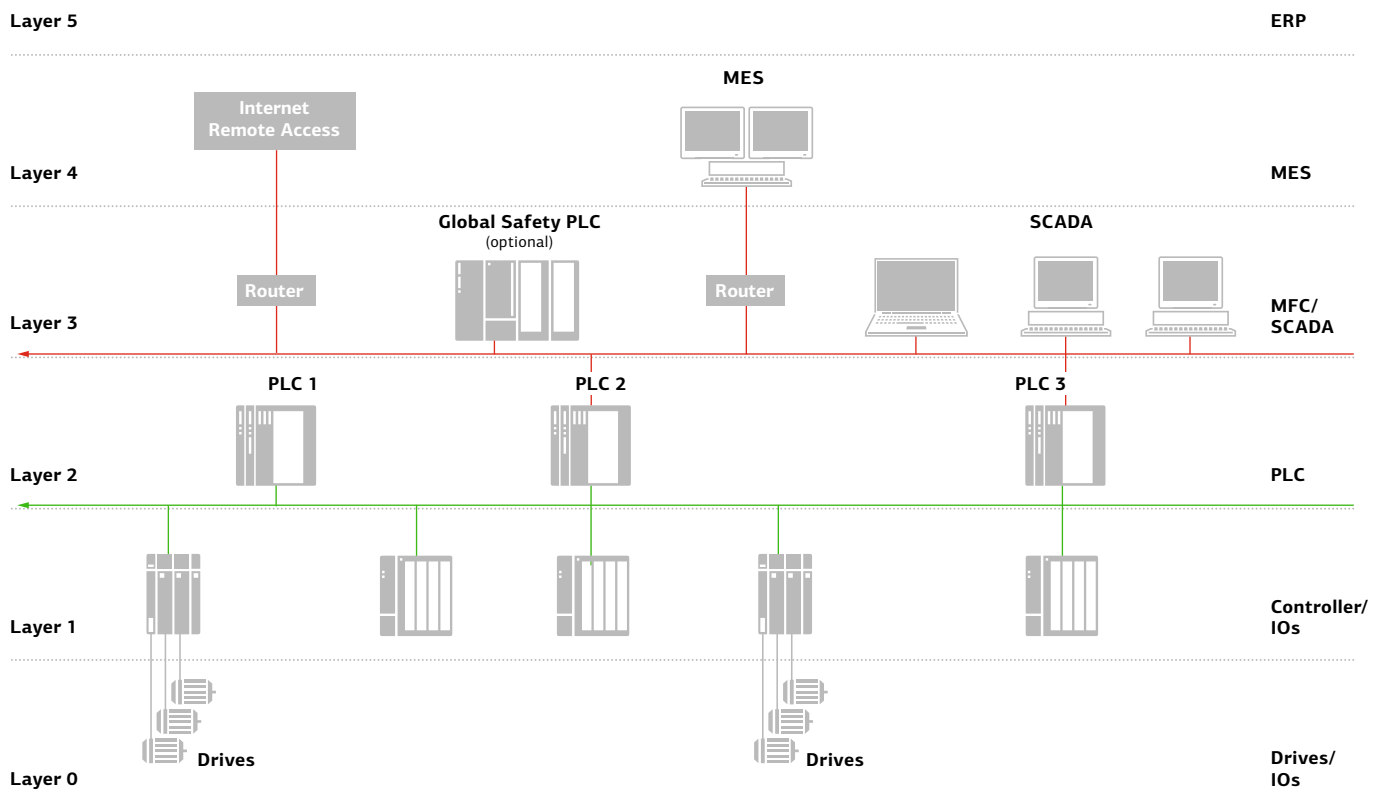 Layer 5
ERP
MES
Internet
Remote Access
Layer 4
MES
Global Safety PLC
(optional)
SCADA
Router
Router
Layer 3
MFC/
SCADA
PLC 1
PLC 2
PLC 3
Layer 2
PLC
Layer 1
Controller/
IOs
Drives
Drives
Layer 0
Drives/
IOs